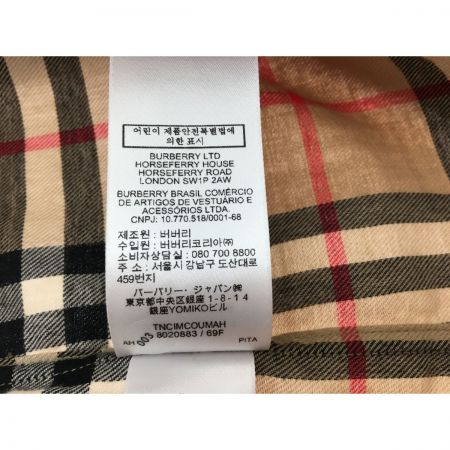 어린이 제품안전특별법에
의한 표시
BURBERRY LTD
HORSEFERRY HOUSE
HORSEFERRY ROAD
LONDON SW1P 2AW
BURBERRY BRASIL COMÉRCIO
DE ARTIGOS DE VESTUÁRIO E
ACESSÓRIOS LTDA.
CNPJ: 10.770.518/0001-68
제조원 : 버버리
수입원 : 버버리코리아㈜
소비자상담실 : 080 700 8800
주소 : 서울시 강남구 도산대로
459번지
バーバリー・ジャパン㈱
東京都中央区銀座1-8-14
銀座YOMIKOビル
TNCIMCOUMAH
AH 003 8020883 / 69F PITA